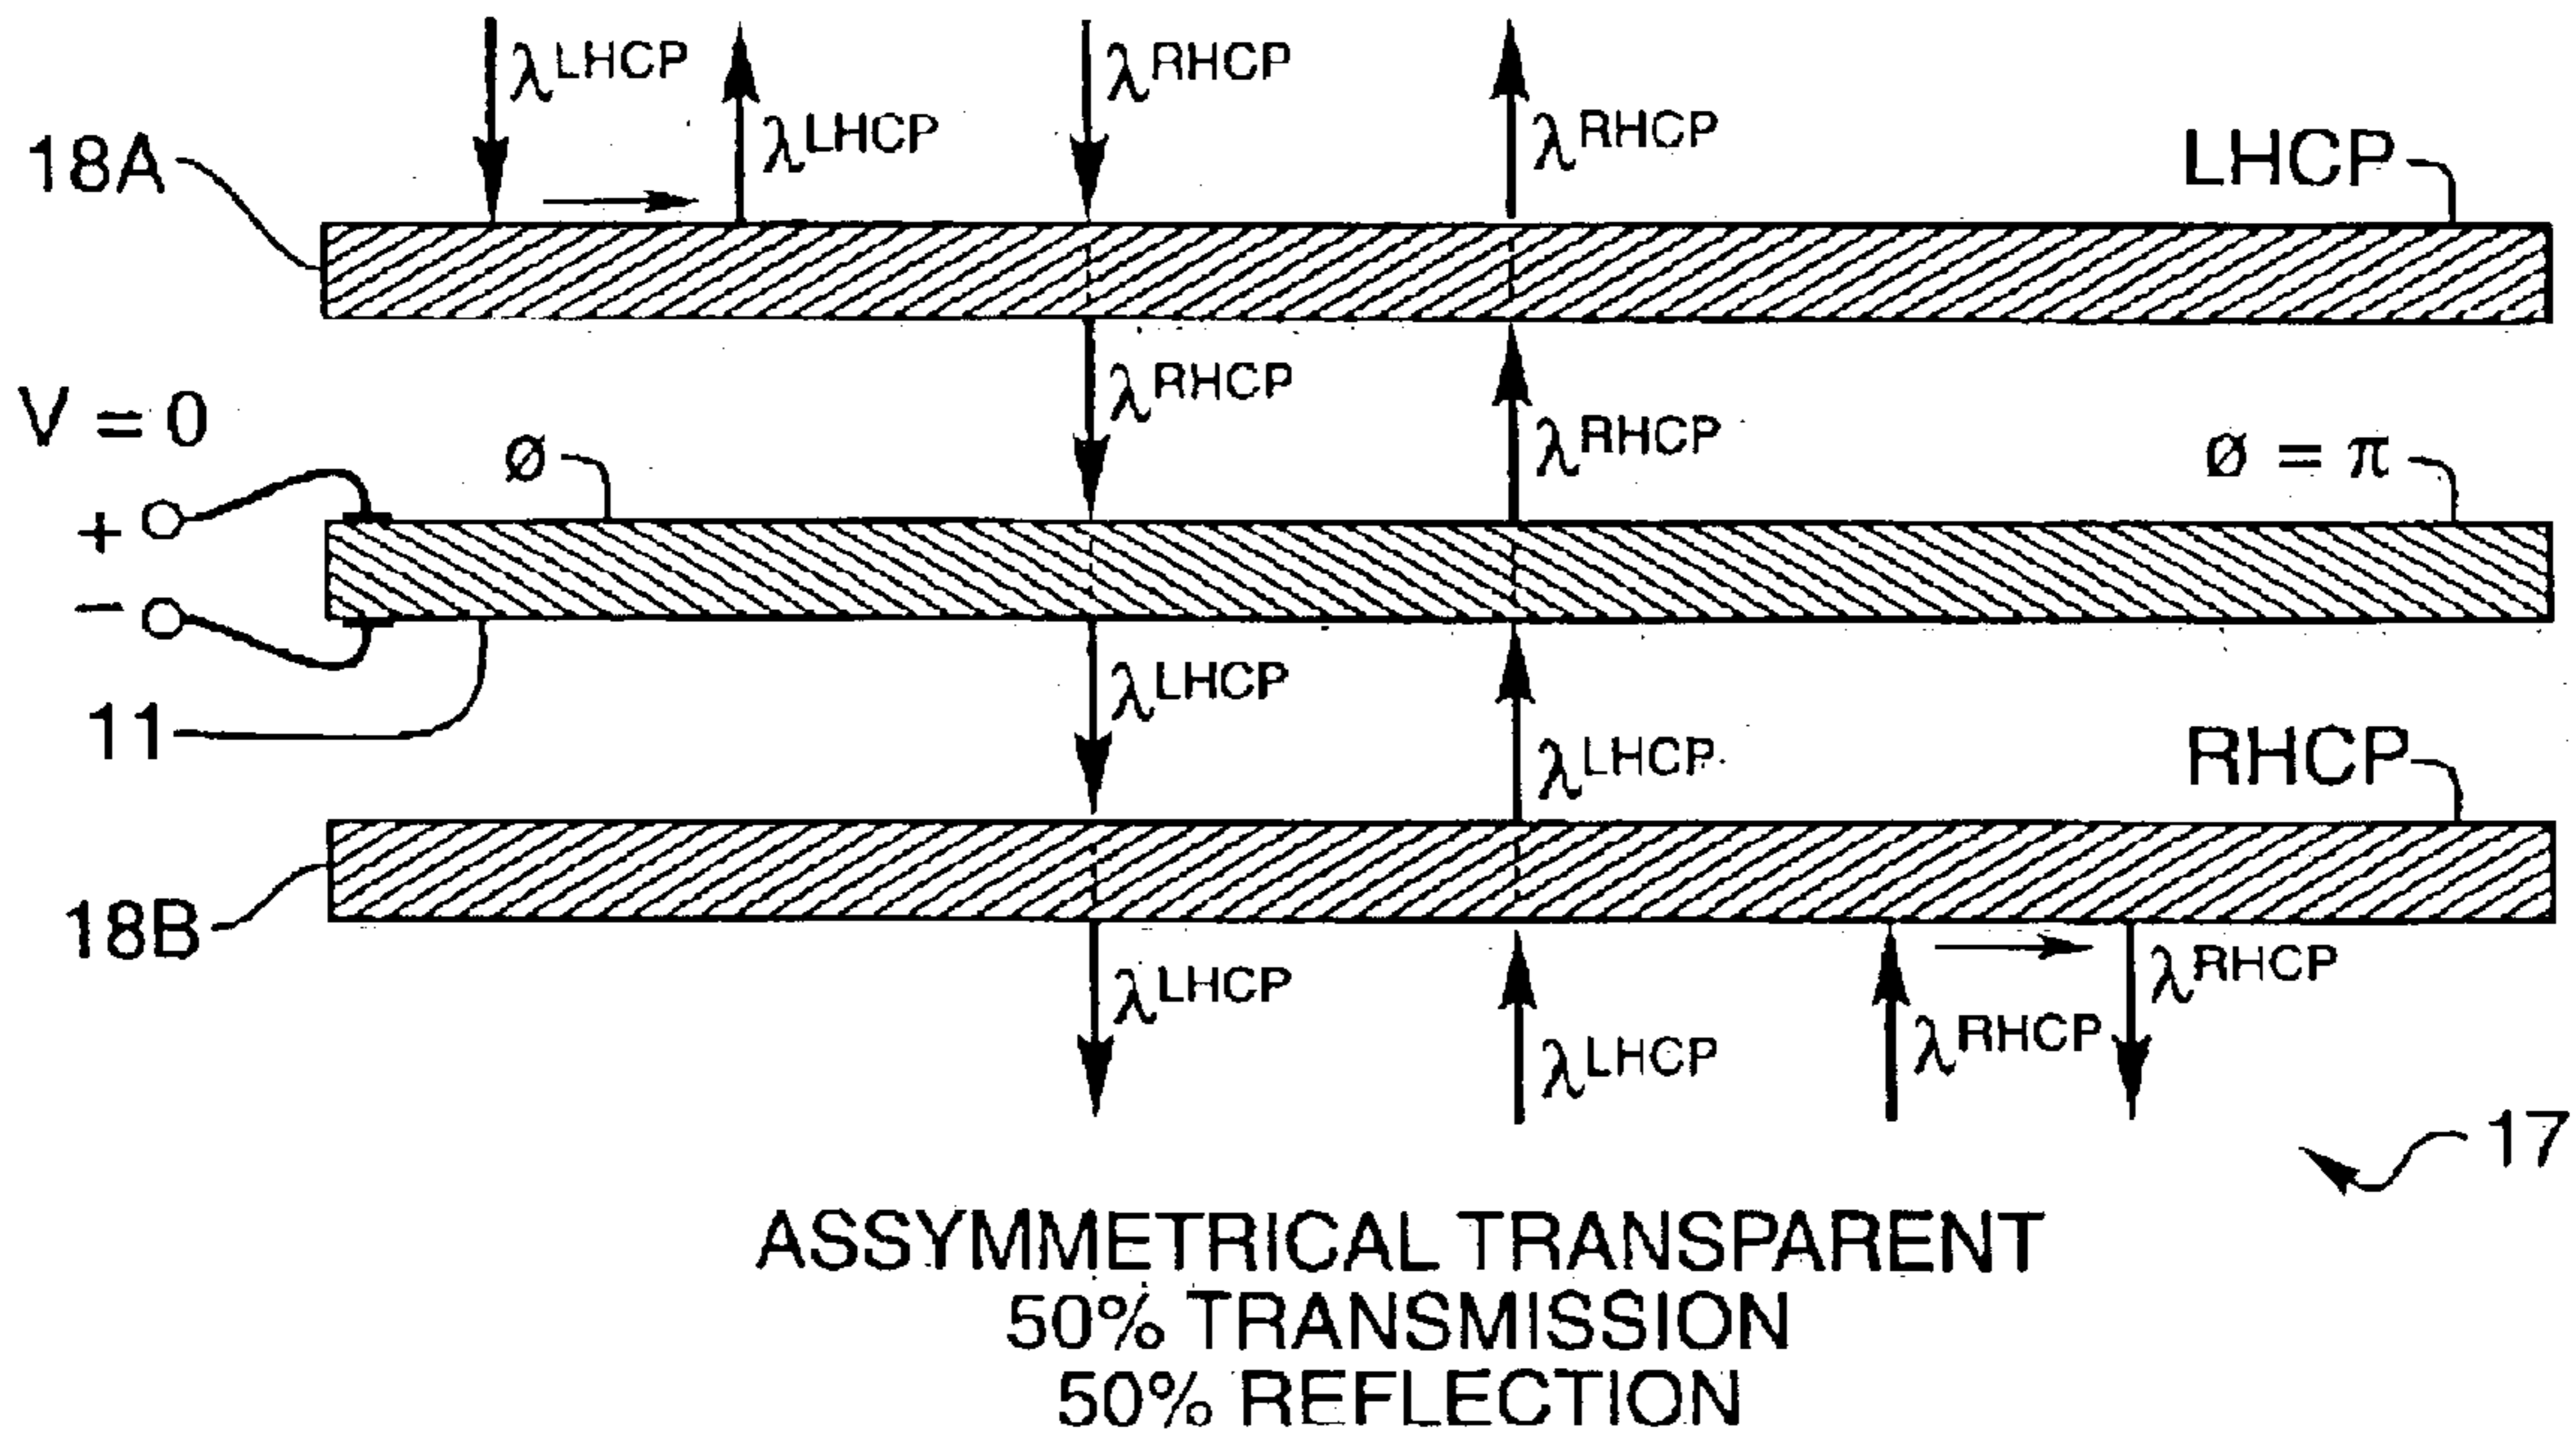 λLHCP
λLHCP
λRHCP
λRHCP
18A
LHCP
λRHCP
λRHCP
V = 0
ø
ø = π
+
−
11
λLHCP
λLHCP
RHCP
18B
λLHCP
λLHCP
λRHCP
λRHCP
17
ASSYMMETRICAL TRANSPARENT
50% TRANSMISSION
50% REFLECTION